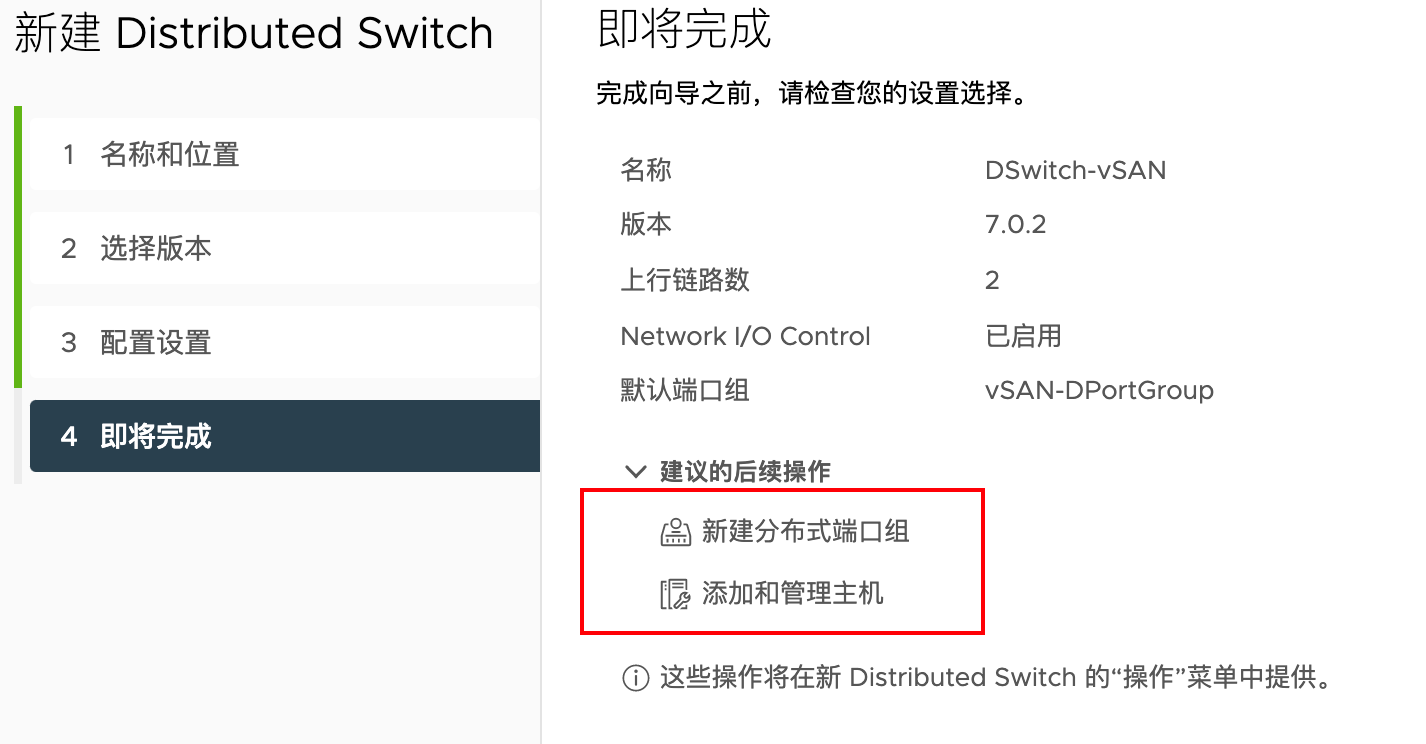 新建 Distributed Switch
1 名称和位置
2 选择版本
3 配置设置
4 即将完成
即将完成
完成向导之前，请检查您的设置选择。
名称 DSwitch-vSAN
版本 7.0.2
上行链路数 2
Network I/O Control 已启用
默认端口组 vSAN-DPortGroup
建议的后续操作
新建分布式端口组
添加和管理主机
这些操作将在新 Distributed Switch 的“操作”菜单中提供。